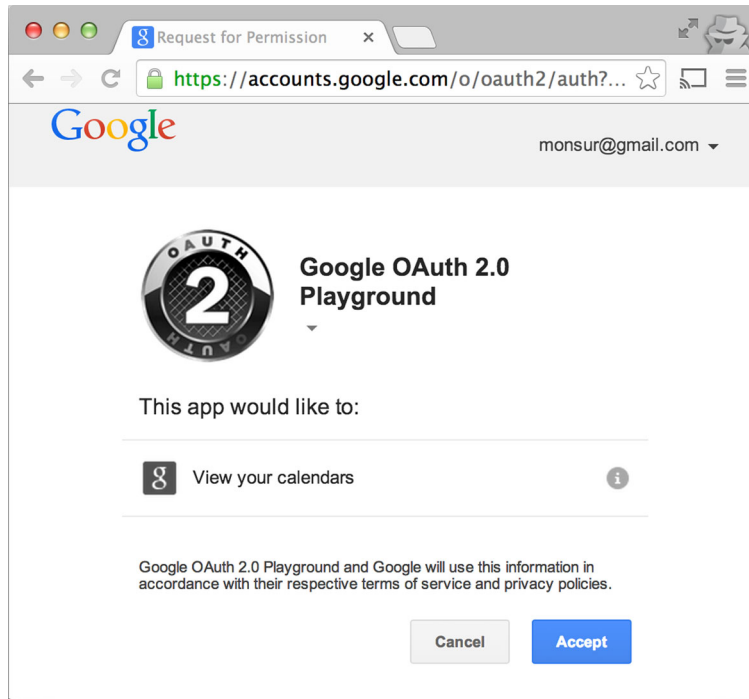 Request for Permission
https://accounts.google.com/o/oauth2/auth?...
Google
monsur@gmail.com
OAUTH
2
OAUTH
Google OAuth 2.0
Playground
This app would like to:
g
View your calendars
i
Google OAuth 2.0 Playground and Google will use this information in
accordance with their respective terms of service and privacy policies.
Cancel
Accept